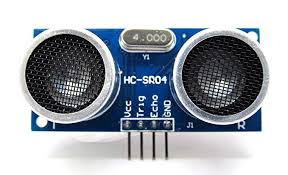 4.000
Y1
HC-SR04
Vcc
Trig
Echo
GND
J1
T
R